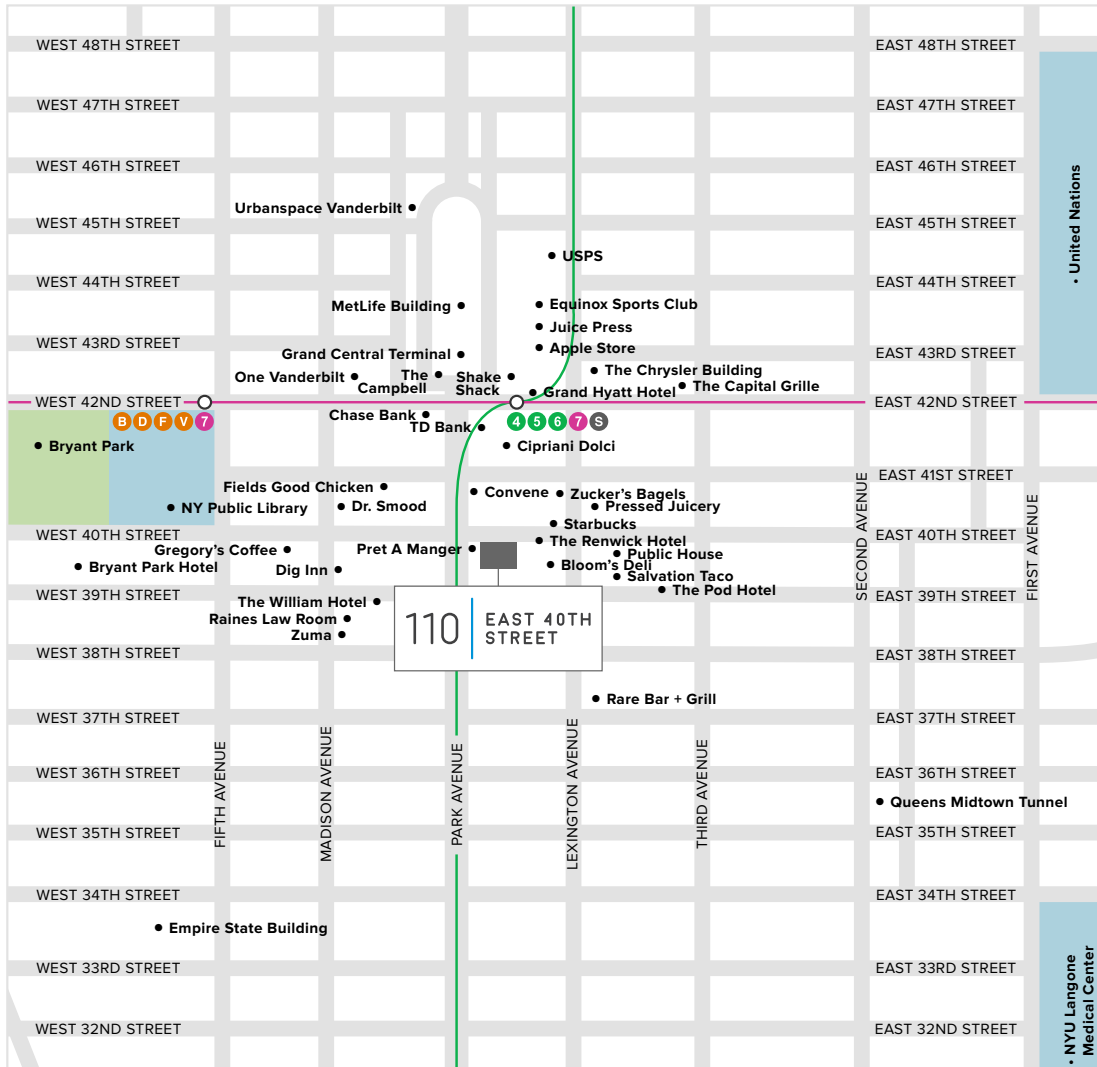 WEST 48TH STREET
EAST 48TH STREET
WEST 47TH STREET
EAST 47TH STREET
WEST 46TH STREET
EAST 46TH STREET
Urbanspace Vanderbilt
WEST 45TH STREET
EAST 45TH STREET
• United Nations
USPS
WEST 44TH STREET
EAST 44TH STREET
MetLife Building
Equinox Sports Club
Juice Press
WEST 43RD STREET
Apple Store
EAST 43RD STREET
Grand Central Terminal
The Chrysler Building
One Vanderbilt
The
Campbell
Shake
Shack
Grand Hyatt Hotel
The Capital Grille
WEST 42ND STREET
EAST 42ND STREET
B D F V 7
Chase Bank
TD Bank
4 5 6 7 S
Bryant Park
Cipriani Dolci
EAST 41ST STREET
Fields Good Chicken
Convene
Zucker's Bagels
NY Public Library
Dr. Smood
Pressed Juicery
Starbucks
WEST 40TH STREET
EAST 40TH STREET
The Renwick Hotel
Gregory's Coffee
Pret A Manger
Public House
Bryant Park Hotel
Dig Inn
Bloom's Deli
Salvation Taco
WEST 39TH STREET
The Pod Hotel
EAST 39TH STREET
SECOND AVENUE
FIRST AVENUE
The William Hotel
Raines Law Room
Zuma
110
EAST 40TH
STREET
WEST 38TH STREET
EAST 38TH STREET
Rare Bar + Grill
WEST 37TH STREET
EAST 37TH STREET
FIFTH AVENUE
MADISON AVENUE
PARK AVENUE
LEXINGTON AVENUE
THIRD AVENUE
WEST 36TH STREET
EAST 36TH STREET
Queens Midtown Tunnel
WEST 35TH STREET
EAST 35TH STREET
WEST 34TH STREET
EAST 34TH STREET
Empire State Building
WEST 33RD STREET
EAST 33RD STREET
• NYU Langone
Medical Center
WEST 32ND STREET
EAST 32ND STREET